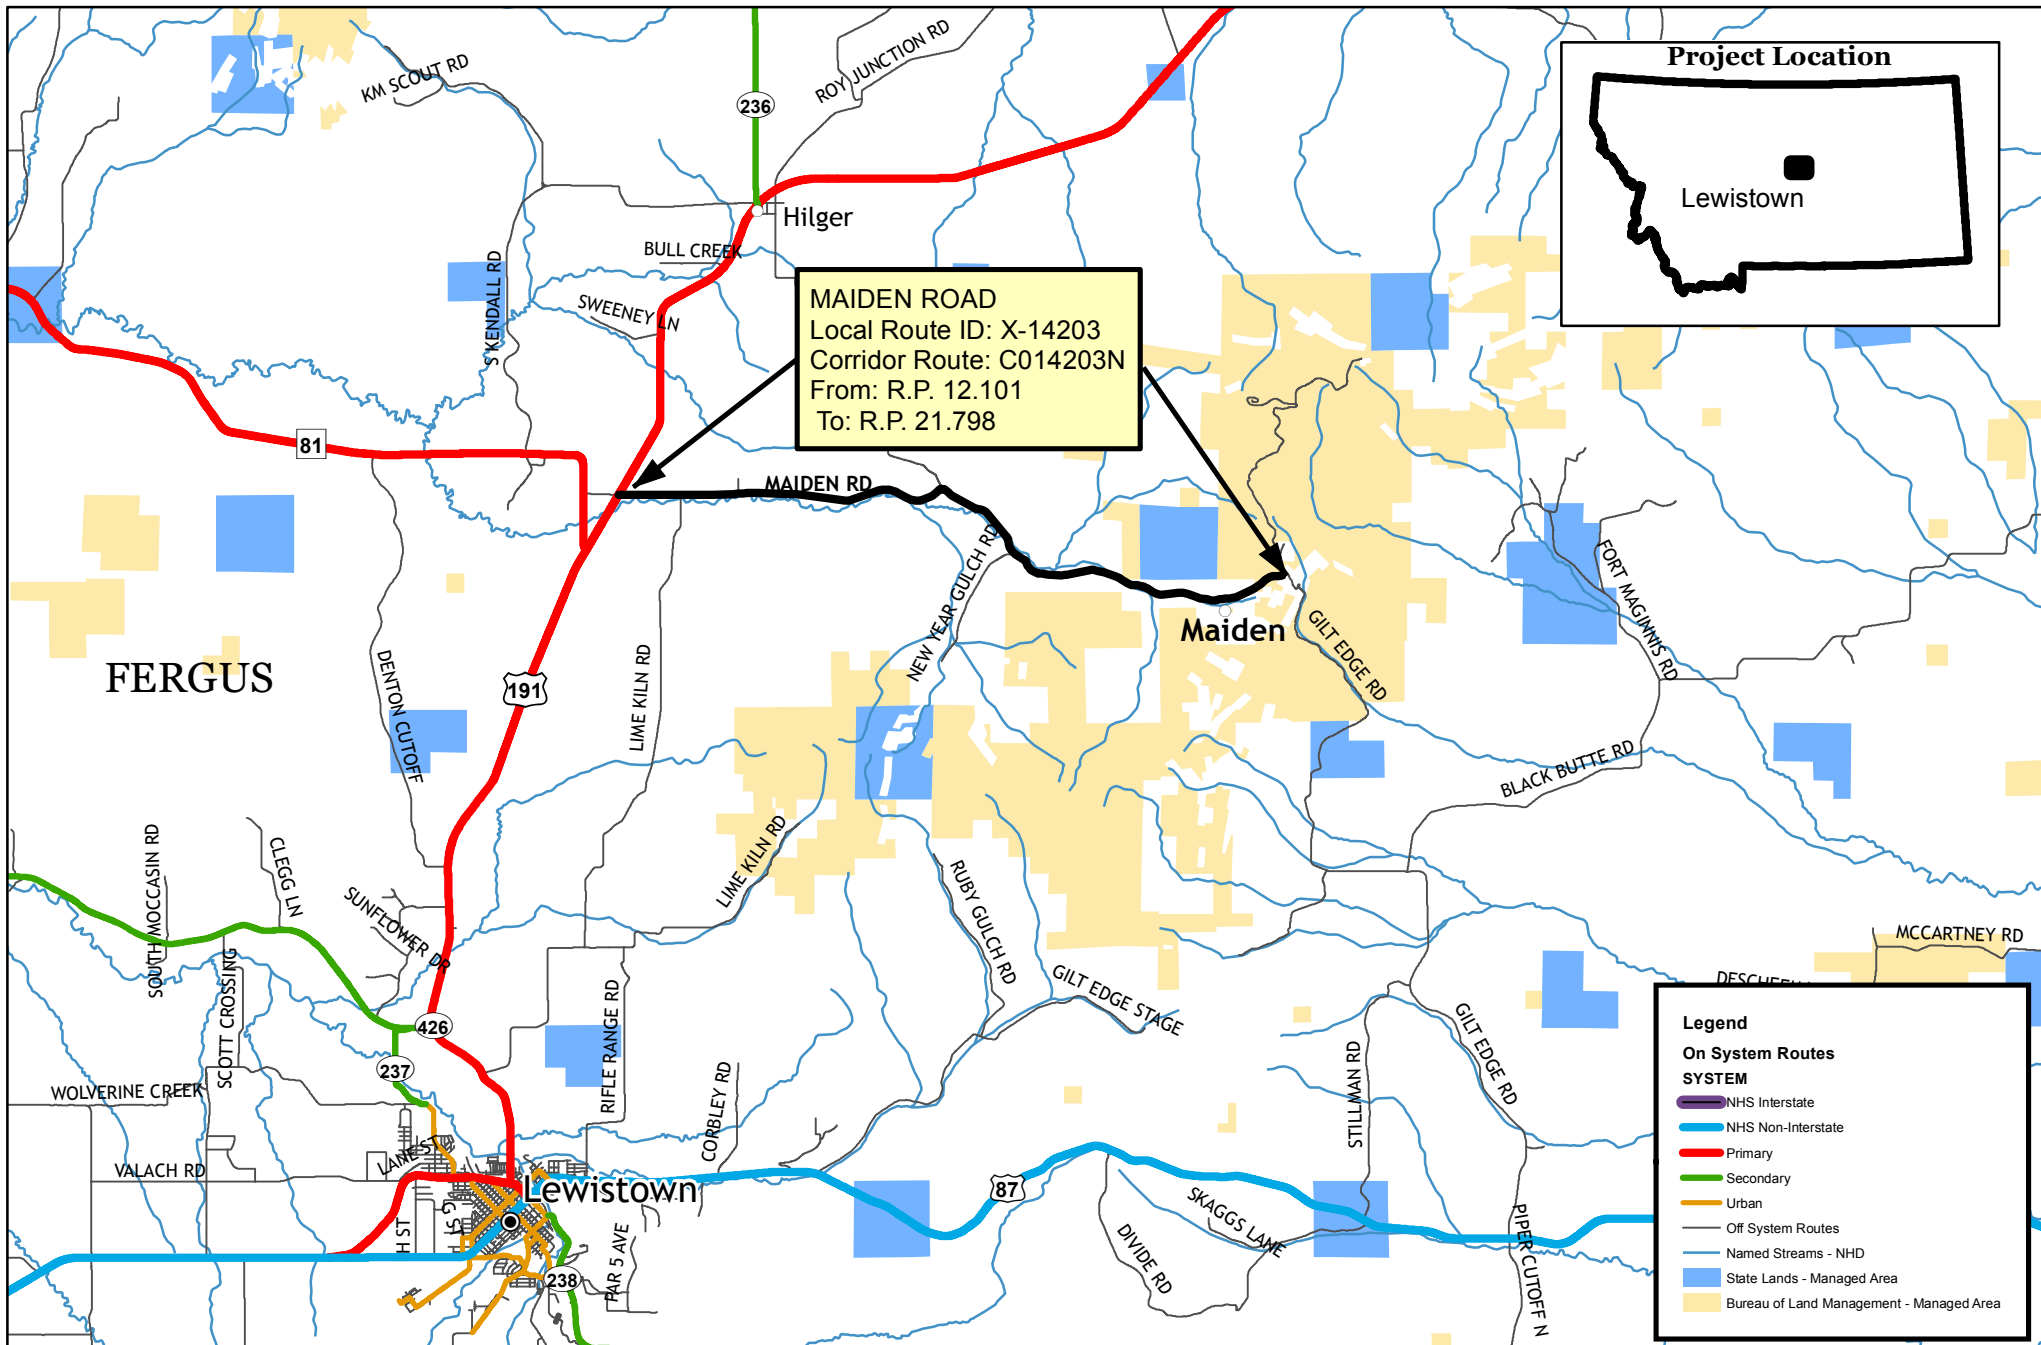 KM SCOUT RD
236
ROY JUNCTION RD
Project Location
Lewistown
Hilger
BULL CREEK
S KENDALL RD
SWEENEY LN
MAIDEN ROAD
Local Route ID: X-14203
Corridor Route: C014203N
From: R.P. 12.101
To: R.P. 21.798
81
MAIDEN RD
NEW YEAR GULCH RD
FORT MAGINNIS RD
Maiden
GILT EDGE RD
FERGUS
191
DENTON CUTOFF
LIME KILN RD
BLACK BUTTE RD
SOUTH MOCCASIN RD
CLEGG LN
SUNFLOWER DR
LIME KILN RD
RUBY GULCH RD
MCCARTNEY RD
SCOTT CROSSING
GILT EDGE STAGE
426
237
RIFLE RANGE RD
GILT EDGE RD
STILLMAN RD
WOLVERINE CREEK
CORBLEY RD
LANE ST
VALACH RD
Lewistown
87
G ST
H ST
SKAGGS LANE
DIVIDE RD
PIPER CUTOFF N
PAR 5 AVE
238
Legend
On System Routes
SYSTEM
NHS Interstate
NHS Non-Interstate
Primary
Secondary
Urban
Off System Routes
Named Streams - NHD
State Lands - Managed Area
Bureau of Land Management - Managed Area